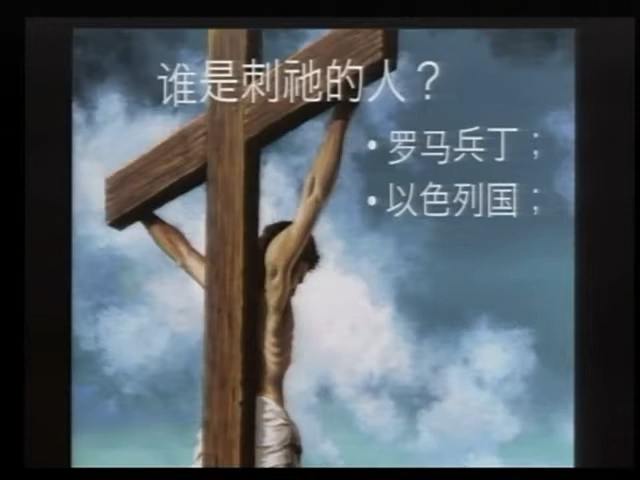 谁是刺祂的人？
• 罗马兵丁；
• 以色列国；